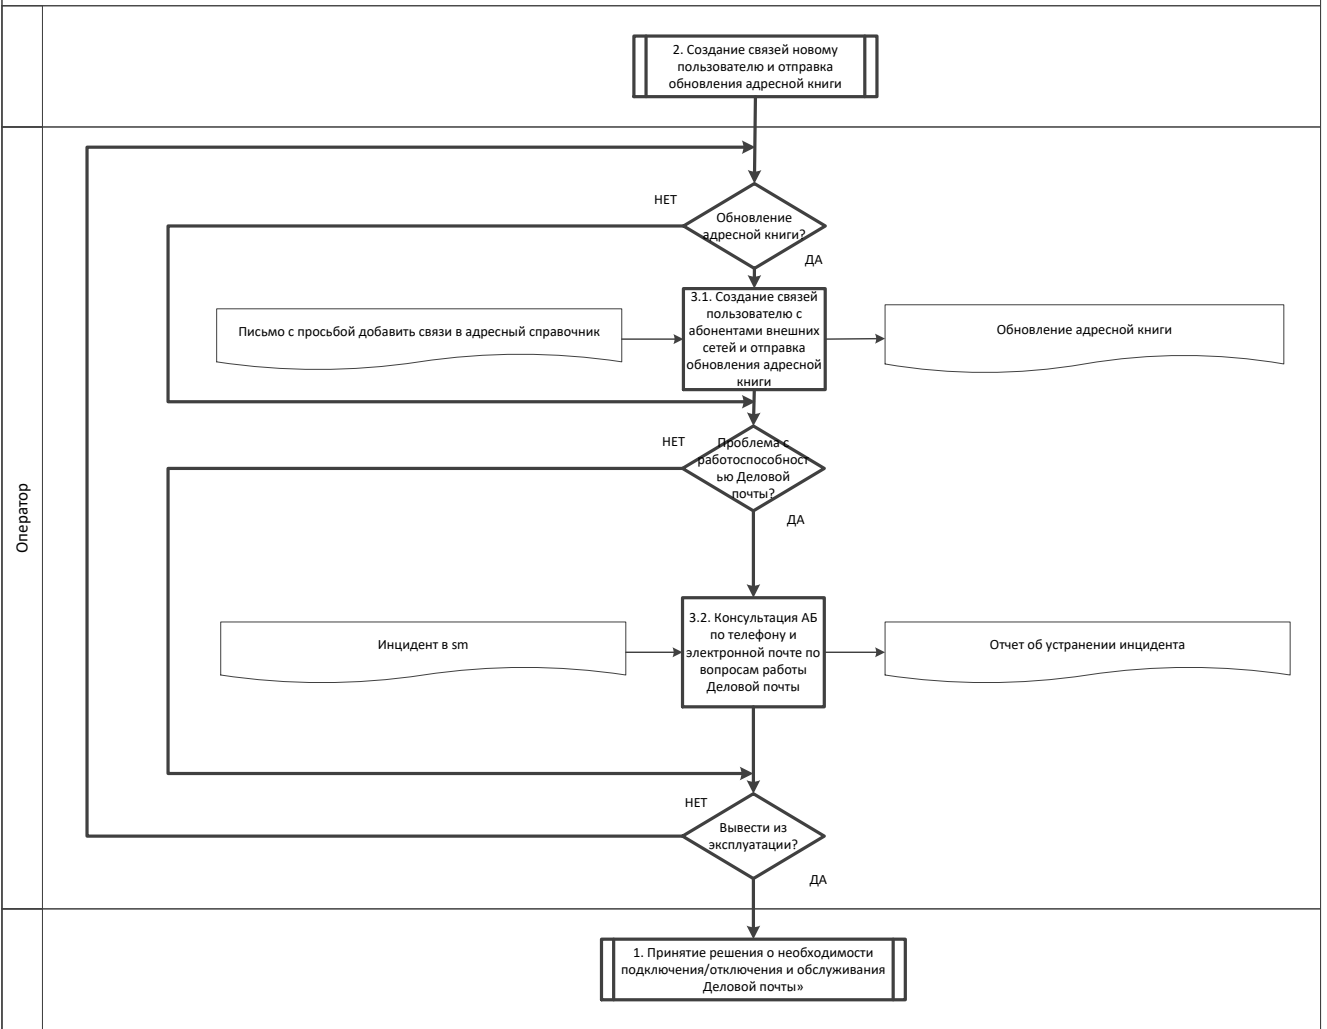 2. Создание связей новому
пользователю и отправка
обновления адресной книги
НЕТ
Обновление
адресной книги?
ДА
3.1. Создание связей
пользователю с
абонентами внешних
сетей и отправка
обновления адресной
книги
Письмо с просьбой добавить связи в адресный справочник
Обновление адресной книги
НЕТ
Проблема с
работоспособност
ью Деловой
почты?
ДА
Оператор
3.2. Консультация АБ
по телефону и
электронной почте по
вопросам работы
Деловой почты
Инцидент в sm
Отчет об устранении инцидента
НЕТ
Вывести из
эксплуатации?
ДА
1. Принятие решения о необходимости
подключения/отключения и обслуживания
Деловой почты»